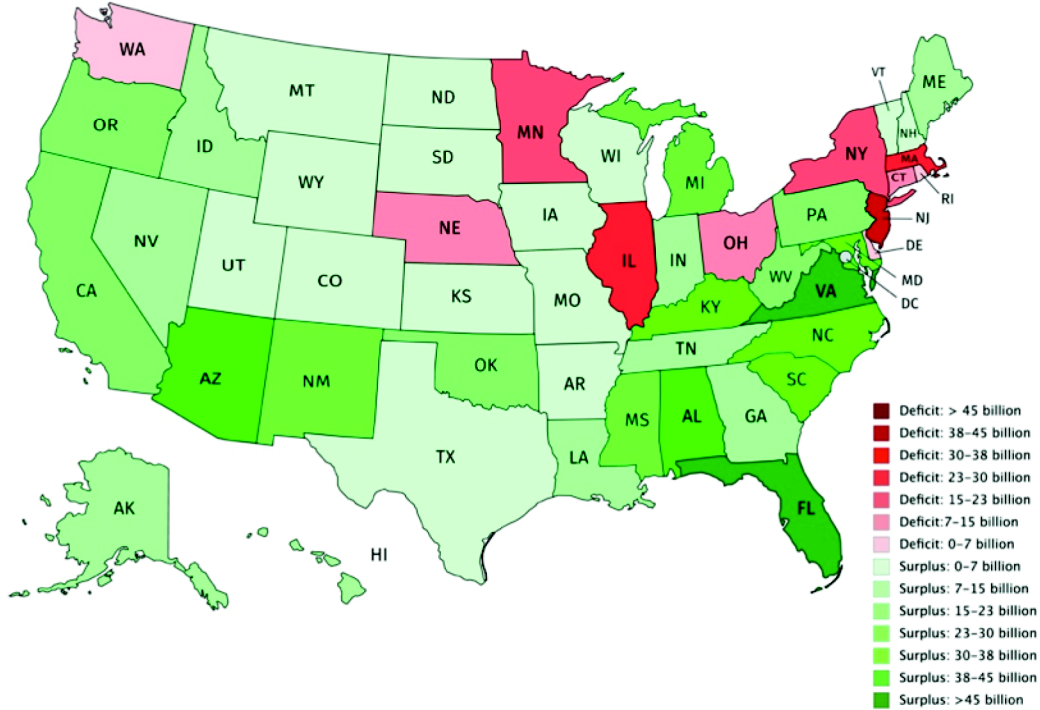 WA
MT
ND
MN
VT
ME
OR
ID
SD
WI
NH
NY
MA
WY
MI
CT
RI
NE
IA
PA
NJ
NV
UT
CO
IL
IN
OH
DE
MD
DC
CA
KS
MO
WV
VA
KY
AZ
NM
OK
TN
NC
AR
SC
MS
AL
GA
TX
LA
FL
AK
HI
Deficit: > 45 billion
Deficit: 38-45 billion
Deficit: 30-38 billion
Deficit: 23-30 billion
Deficit: 15-23 billion
Deficit:7-15 billion
Deficit: 0-7 billion
Surplus: 0-7 billion
Surplus: 7-15 billion
Surplus: 15-23 billion
Surplus: 23-30 billion
Surplus: 30-38 billion
Surplus: 38-45 billion
Surplus: >45 billion